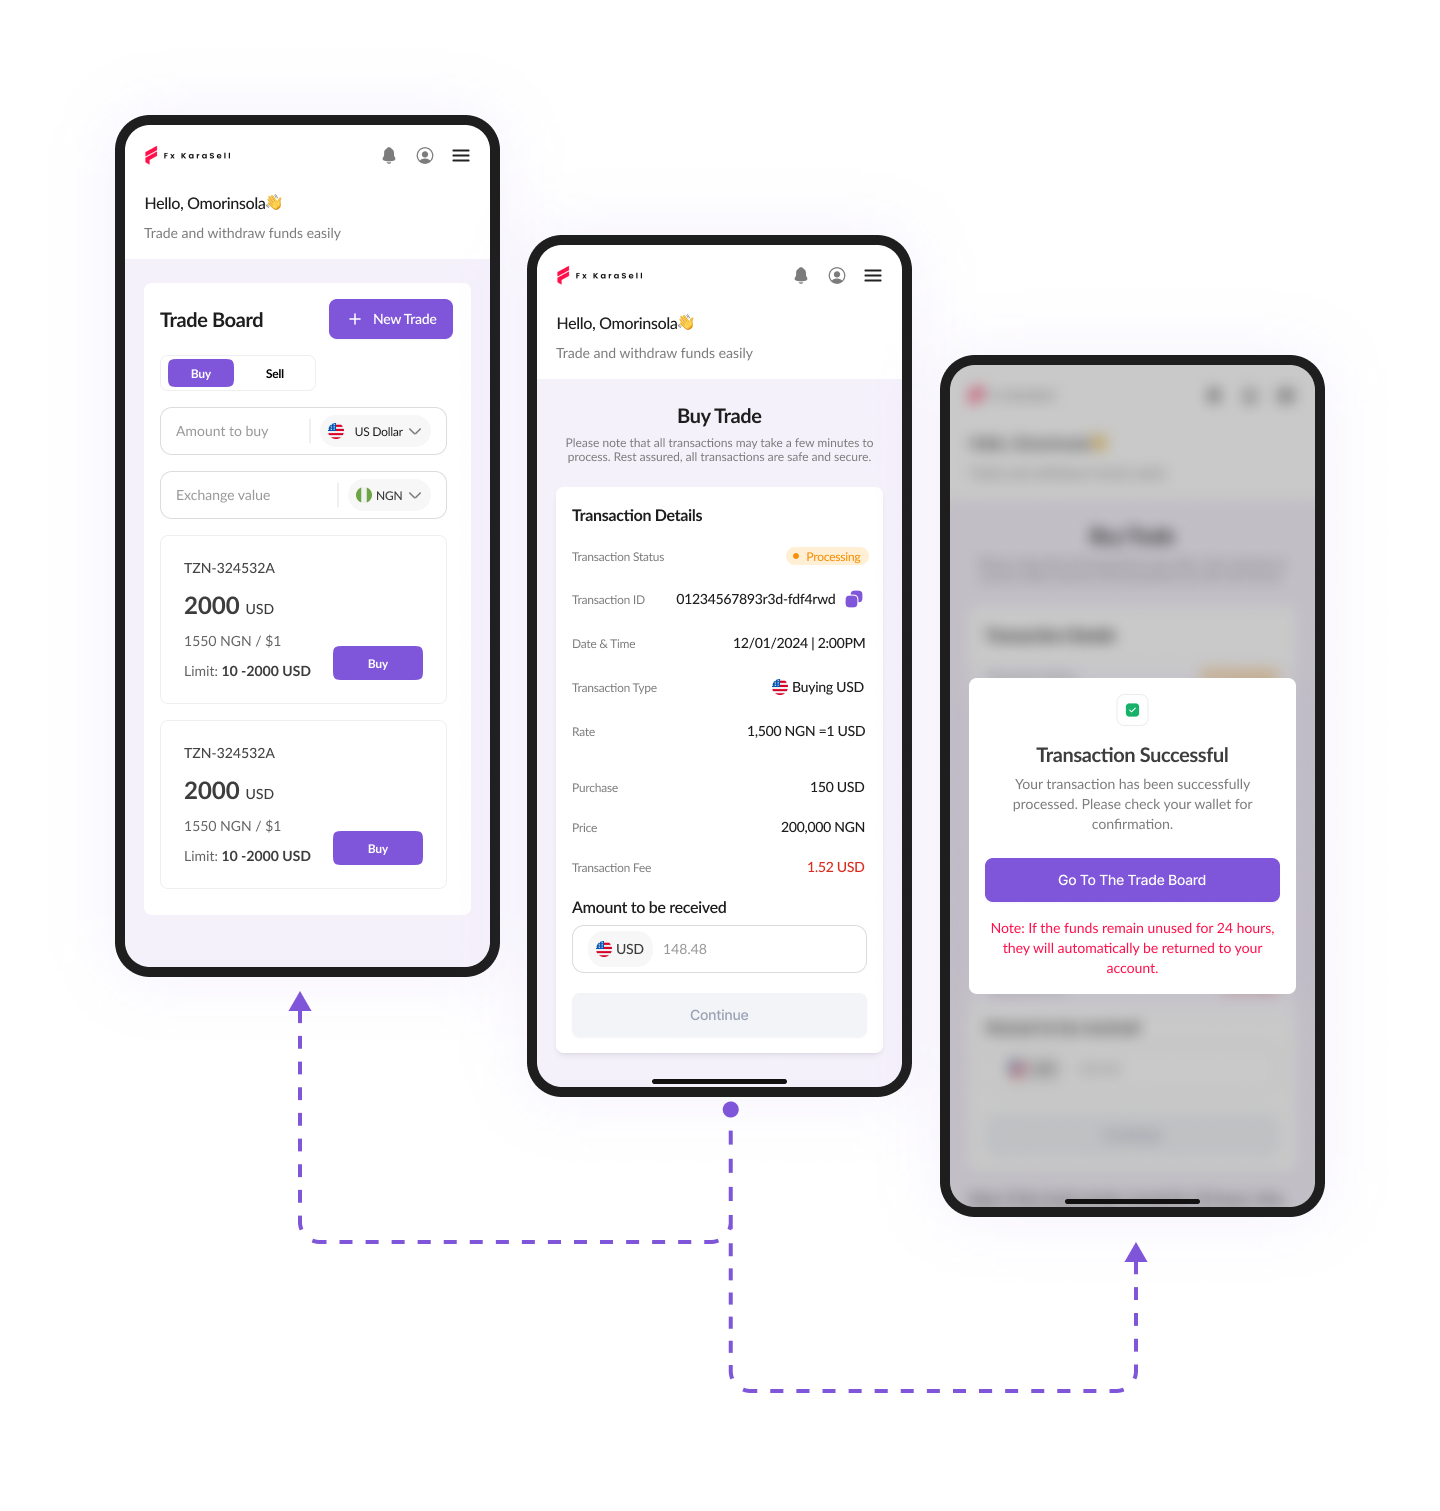 Fx KaraSell
Hello, Omorinsola👋
Trade and withdraw funds easily
Trade Board
+ New Trade
Buy
Sell
Amount to buy
US Dollar
Exchange value
NGN
TZN-324532A
2000 USD
1550 NGN / $1
Limit: 10 -2000 USD
Buy
TZN-324532A
2000 USD
1550 NGN / $1
Limit: 10 -2000 USD
Buy
Fx KaraSell
Hello, Omorinsola👋
Trade and withdraw funds easily
Buy Trade
Please note that all transactions may take a few minutes to
process. Rest assured, all transactions are safe and secure.
Transaction Details
Transaction Status
Processing
Transaction ID
01234567893r3d-fdf4rwd
Date & Time
12/01/2024 | 2:00PM
Transaction Type
Buying USD
Rate
1,500 NGN =1 USD
Purchase
150 USD
Price
200,000 NGN
Transaction Fee
1.52 USD
Amount to be received
USD
148.48
Continue
Transaction Successful
Your transaction has been successfully
processed. Please check your wallet for
confirmation.
Go To The Trade Board
Note: If the funds remain unused for 24 hours,
they will automatically be returned to your
account.